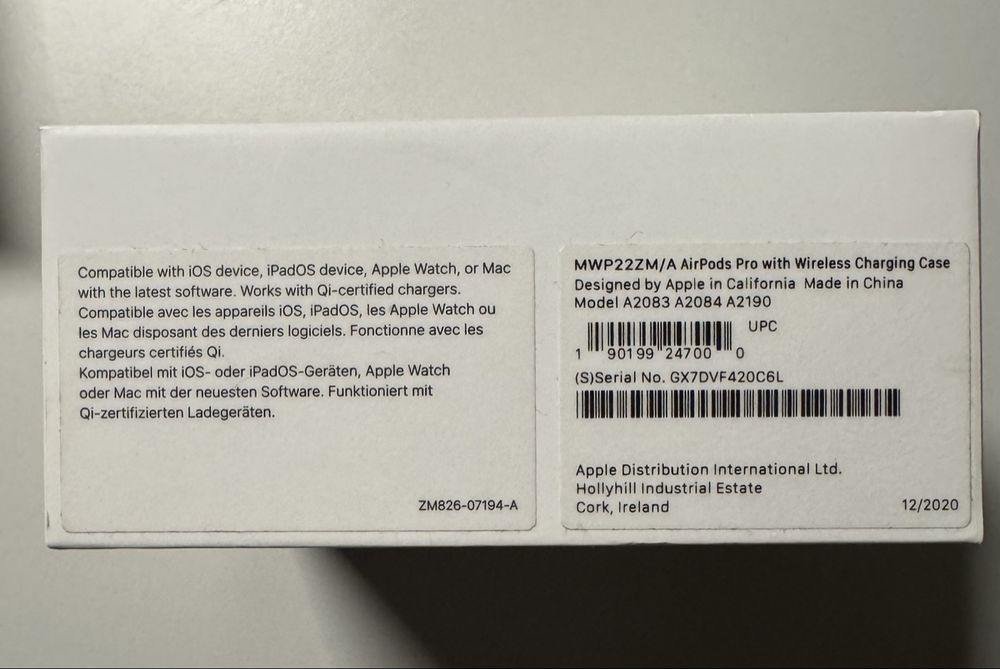 Compatible with iOS device, iPadOS device, Apple Watch, or Mac
with the latest software. Works with Qi-certified chargers.
Compatible avec les appareils iOS, iPadOS, les Apple Watch ou
les Mac disposant des derniers logiciels. Fonctionne avec les
chargeurs certifiés Qi.
Kompatibel mit iOS- oder iPadOS-Geräten, Apple Watch
oder Mac mit der neuesten Software. Funktioniert mit
Qi-zertifizierten Ladegeräten.
ZM826-07194-A
MWP22ZM/A AirPods Pro with Wireless Charging Case
Designed by Apple in California Made in China
Model A2083 A2084 A2190
UPC
1 90199 24700 0
(S)Serial No. GX7DVF420C6L
Apple Distribution International Ltd.
Hollyhill Industrial Estate
Cork, Ireland
12/2020